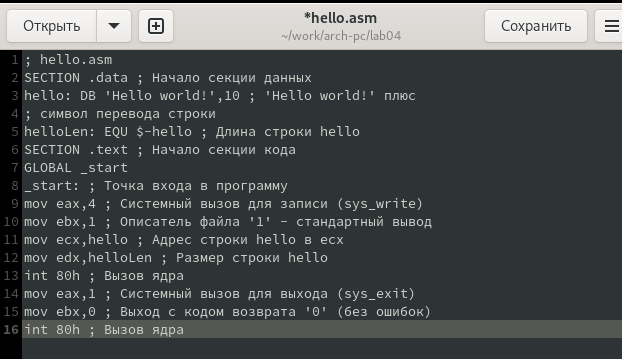 Открыть
*hello.asm
~/work/arch-pc/lab04
Сохранить
1 ; hello.asm
2 SECTION .data ; Начало секции данных
3 hello: DB 'Hello world!',10 ; 'Hello world!' плюс
4 ; символ перевода строки
5 helloLen: EQU $-hello ; Длина строки hello
6 SECTION .text ; Начало секции кода
7 GLOBAL _start
8 _start: ; Точка входа в программу
9 mov eax,4 ; Системный вызов для записи (sys_write)
10 mov ebx,1 ; Описатель файла '1' - стандартный вывод
11 mov ecx,hello ; Адрес строки hello в ecx
12 mov edx,helloLen ; Размер строки hello
13 int 80h ; Вызов ядра
14 mov eax,1 ; Системный вызов для выхода (sys_exit)
15 mov ebx,0 ; Выход с кодом возврата '0' (без ошибок)
16 int 80h ; Вызов ядра